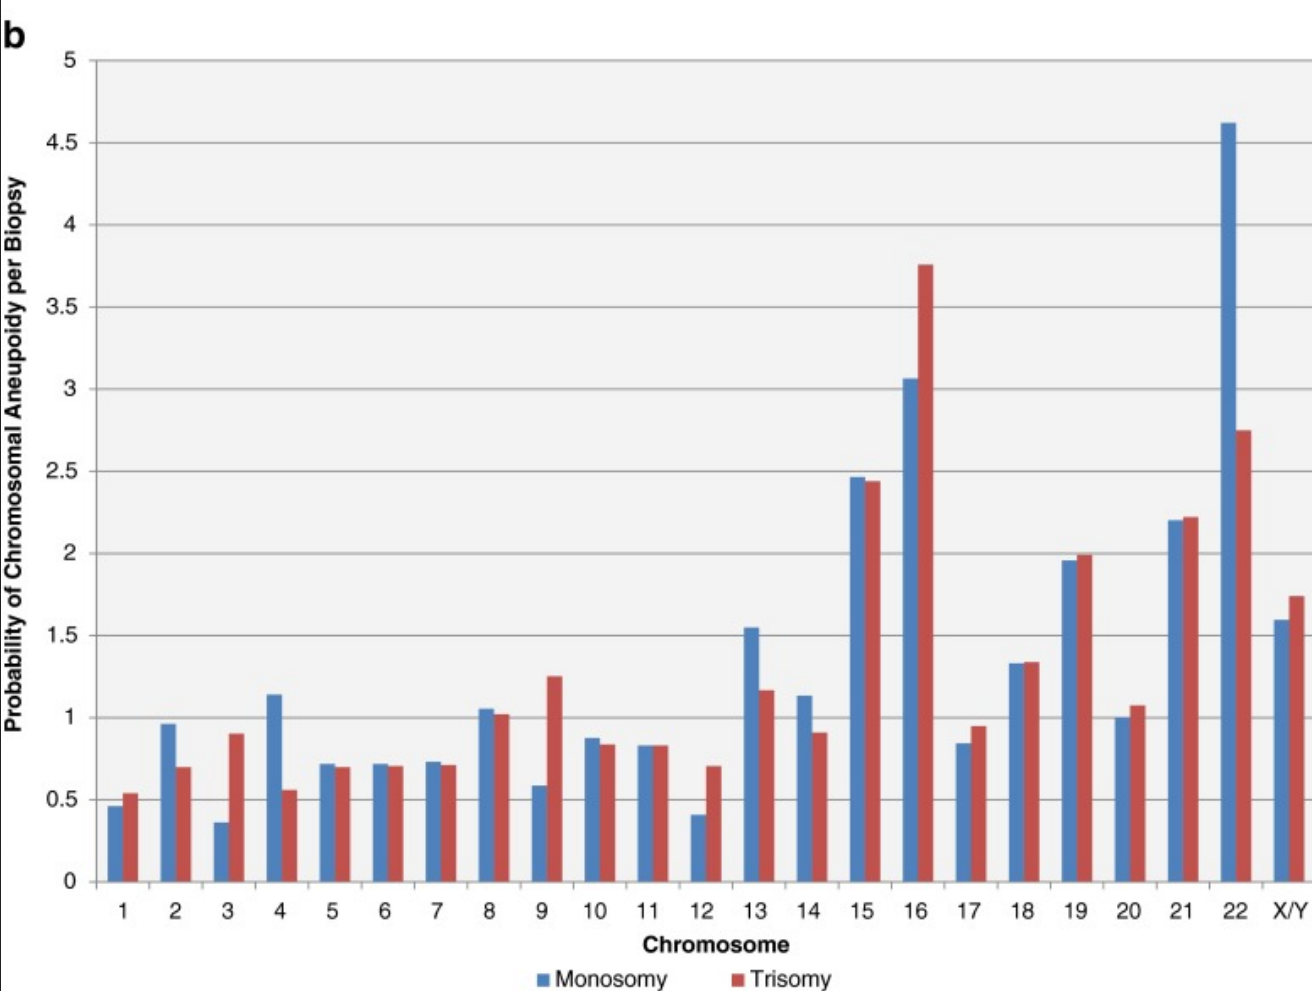 b
Probability of Chromosomal Aneupoidy per Biopsy
5
4.5
4
3.5
3
2.5
2
1.5
1
0.5
0
1 2 3 4 5 6 7 8 9 10 11 12 13 14 15 16 17 18 19 20 21 22 X/Y
Chromosome
Monosomy Trisomy